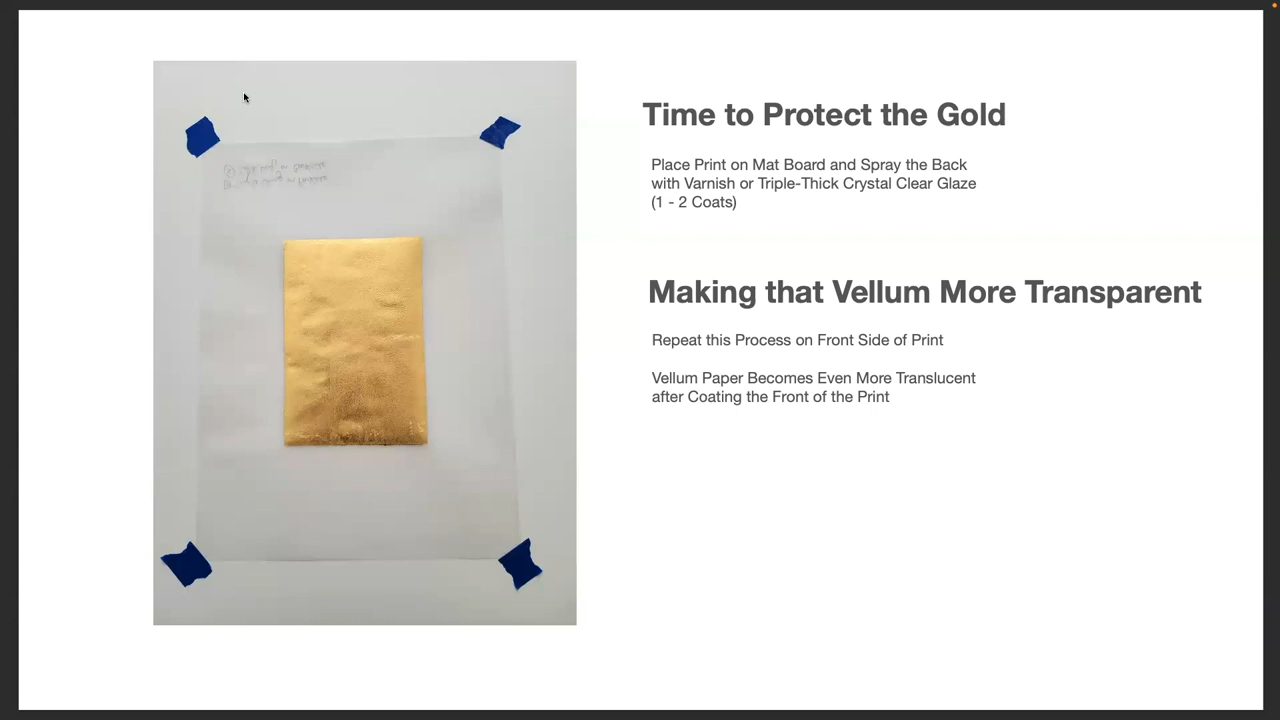 Time to Protect the Gold
Place Print on Mat Board and Spray the Back
with Varnish or Triple-Thick Crystal Clear Glaze
(1 - 2 Coats)
Making that Vellum More Transparent
Repeat this Process on Front Side of Print
Vellum Paper Becomes Even More Translucent
after Coating the Front of the Print